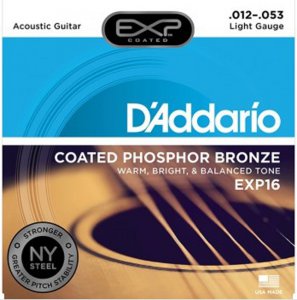 Acoustic Guitar
EXP
COATED
.012–.053
Light Gauge
D'Addario
COATED PHOSPHOR BRONZE
WARM, BRIGHT, & BALANCED TONE
EXP16
STRONGER
NY
STEEL
GREATER PITCH STABILITY
USA MADE